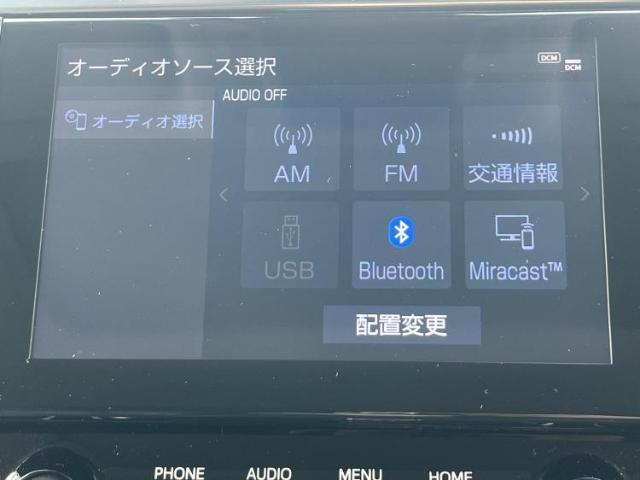 オーディオソース選択
DCM
DCM
AUDIO OFF
オーディオ選択
AM
FM
交通情報
USB
Bluetooth
Miracast™
配置変更
PHONE
AUDIO
MENU
HOME